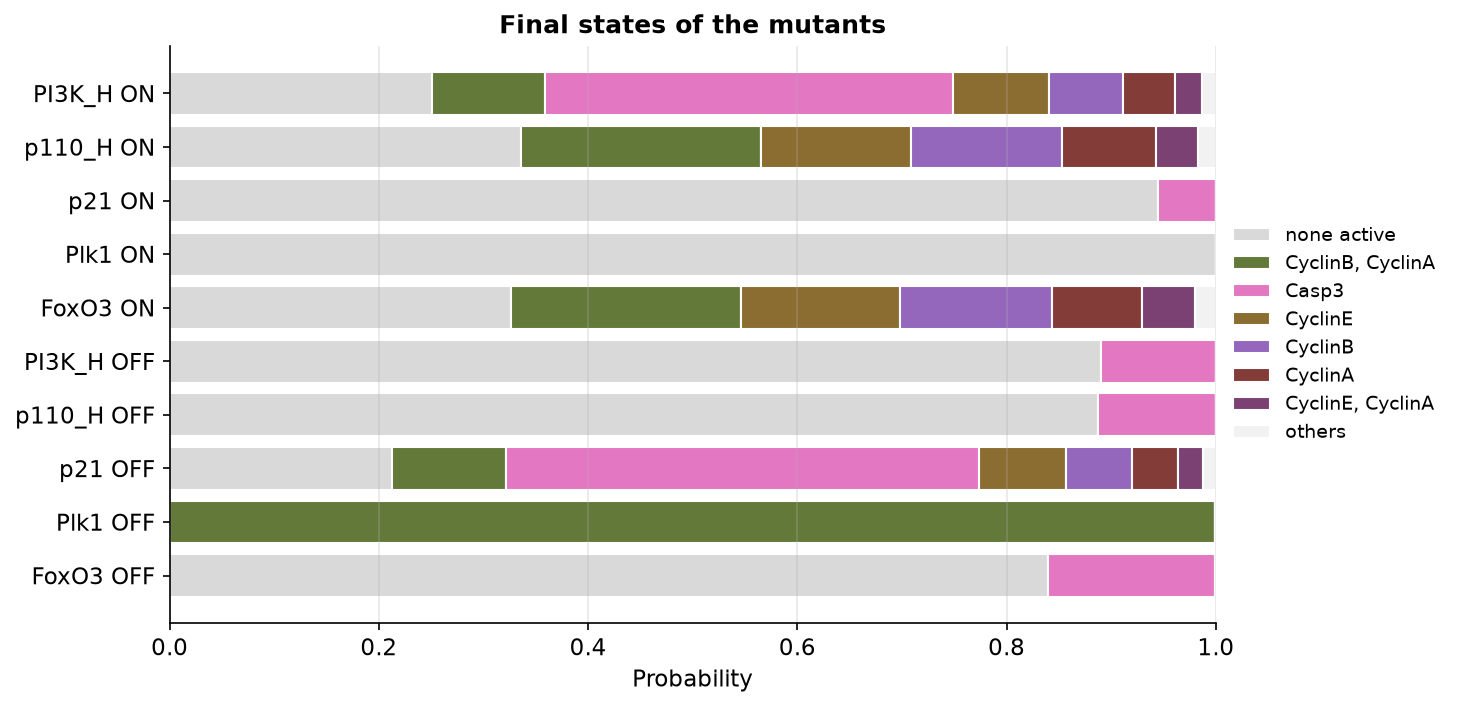 Final states of the mutants
PI3K_H ON
p110_H ON
p21 ON
Plk1 ON
FoxO3 ON
PI3K_H OFF
p110_H OFF
p21 OFF
Plk1 OFF
FoxO3 OFF
0.0 0.2 0.4 0.6 0.8 1.0
Probability
none active
CyclinB, CyclinA
Casp3
CyclinE
CyclinB
CyclinA
CyclinE, CyclinA
others